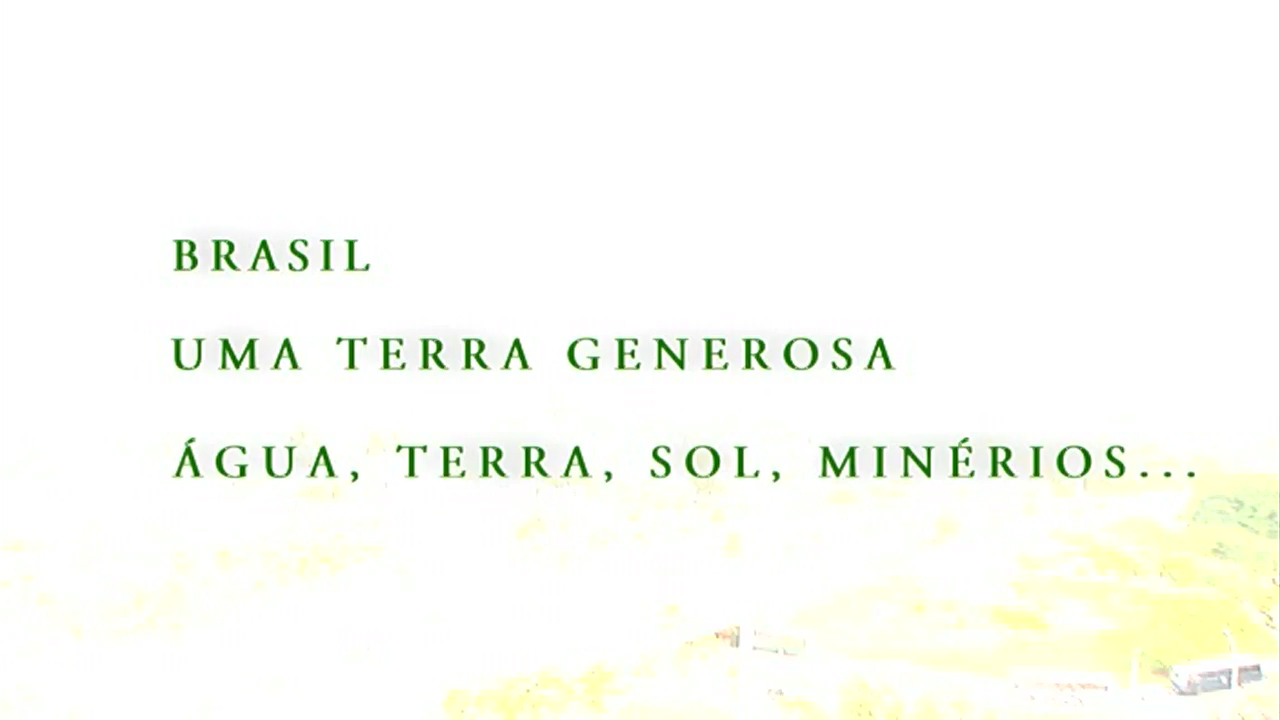 BRASIL
UMA TERRA GENEROSA
ÁGUA, TERRA, SOL, MINÉRIOS...